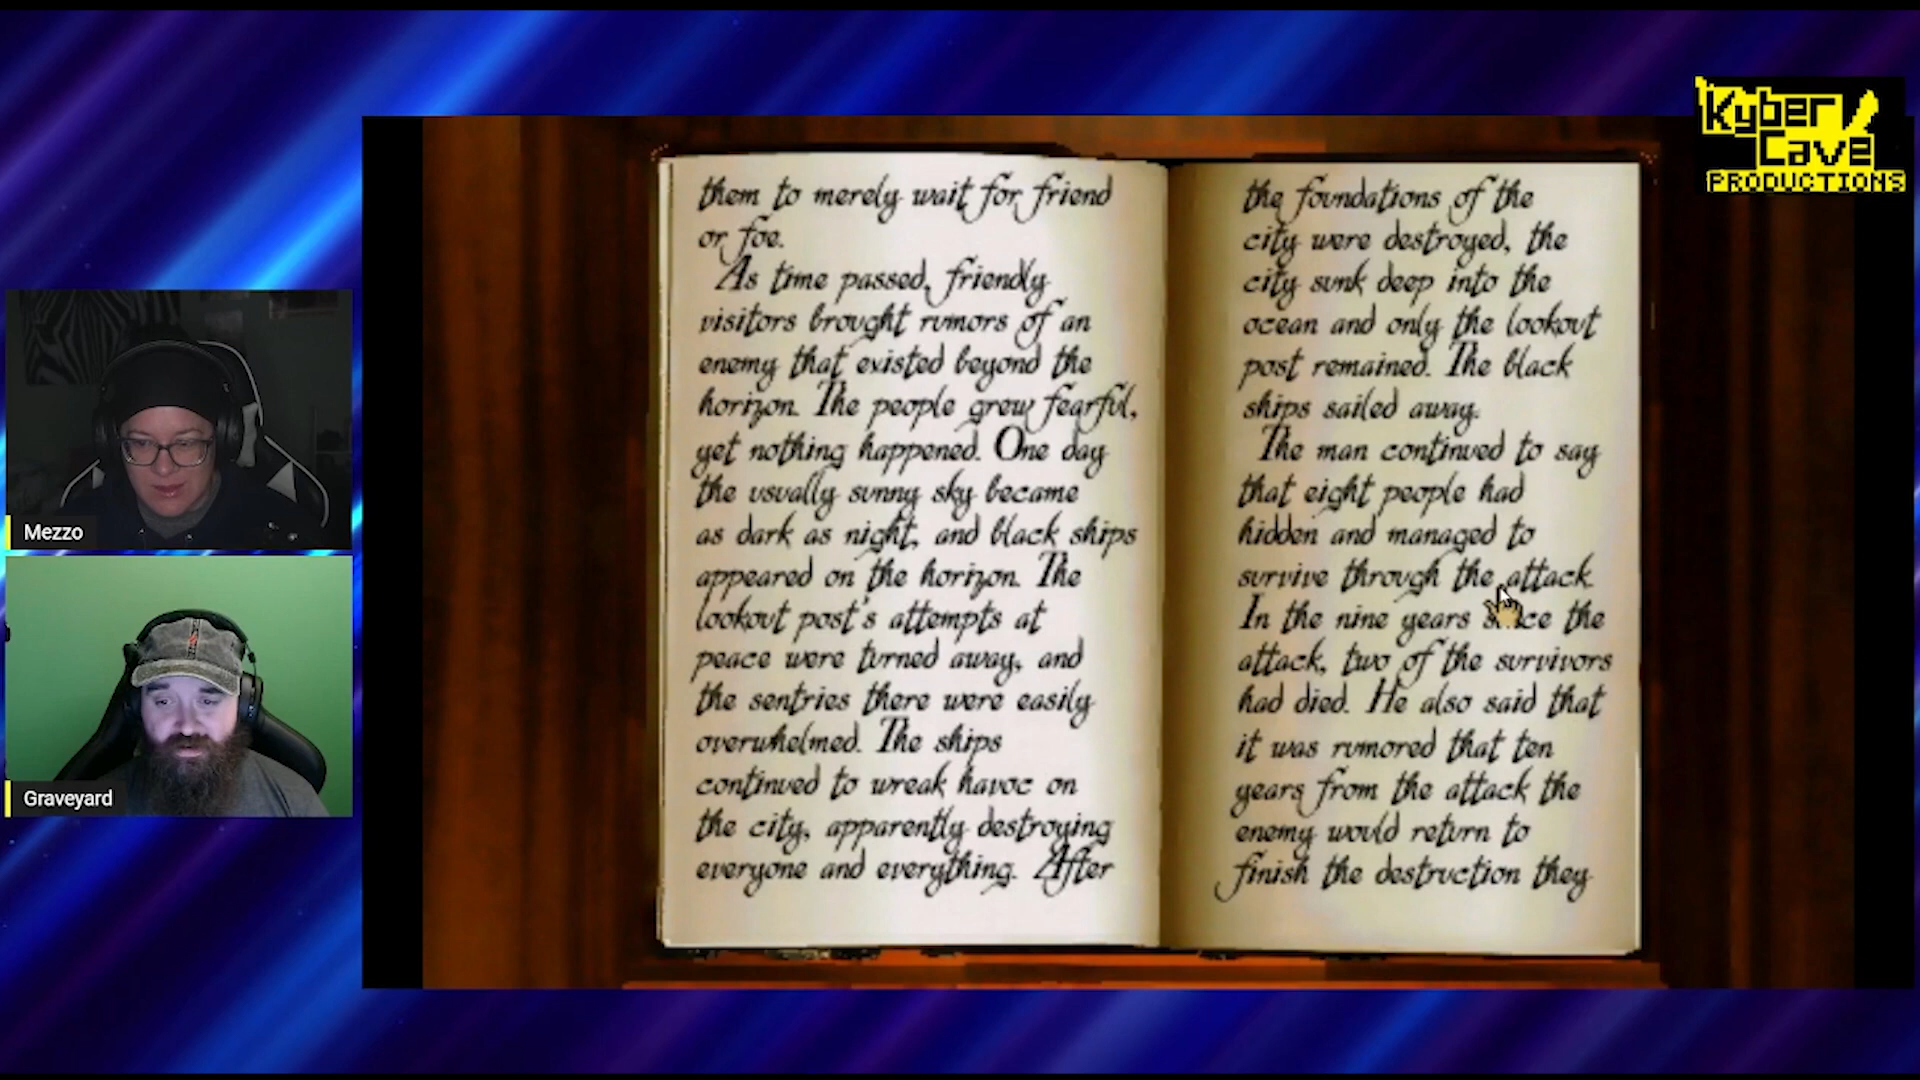 Kyber
Cave
PRODUCTIONS
them to merely wait for friend
or foe.
As time passed, friendly
visitors brought rumors of an
enemy that existed beyond the
horizon. The people grew fearful,
yet nothing happened. One day
the usually sunny sky became
as dark as night, and black ships
appeared on the horizon. The
lookout post's attempts at
peace were turned away, and
the sentries there were easily
overwhelmed. The ships
continued to wreak havoc on
the city, apparently destroying
everyone and everything. After
the foundations of the
city were destroyed, the
city sunk deep into the
ocean and only the lookout
post remained. The black
ships sailed away.
The man continued to say
that eight people had
hidden and managed to
survive through the attack.
In the nine years since the
attack, two of the survivors
had died. He also said that
it was rumored that ten
years from the attack the
enemy would return to
finish the destruction they
Mezzo
Graveyard